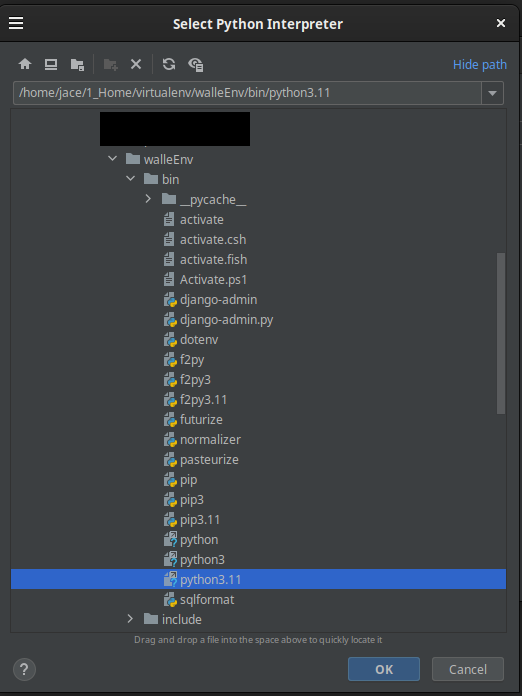 Select Python Interpreter
Hide path
/home/jace/1_Home/virtualenv/walleEnv/bin/python3.11
walleEnv
bin
__pycache__
activate
activate.csh
activate.fish
Activate.ps1
django-admin
django-admin.py
dotenv
f2py
f2py3
f2py3.11
futurize
normalizer
pasteurize
pip
pip3
pip3.11
python
python3
python3.11
sqlformat
include
Drag and drop a file into the space above to quickly locate it
?
OK
Cancel